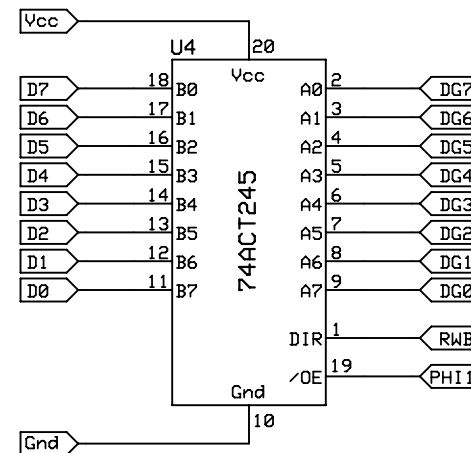 Vcc
U4 20
Vcc
D7 18 B0 A0 2 DG7
D6 17 B1 A1 3 DG6
D5 16 B2 A2 4 DG5
D4 15 B3 A3 5 DG4
D3 14 B4 A4 6 DG3
D2 13 B5 A5 7 DG2
D1 12 B6 A6 8 DG1
D0 11 B7 A7 9 DG0
74ACT245
DIR 1 RWB
/OE 19 PHI1
Gnd
10
Gnd